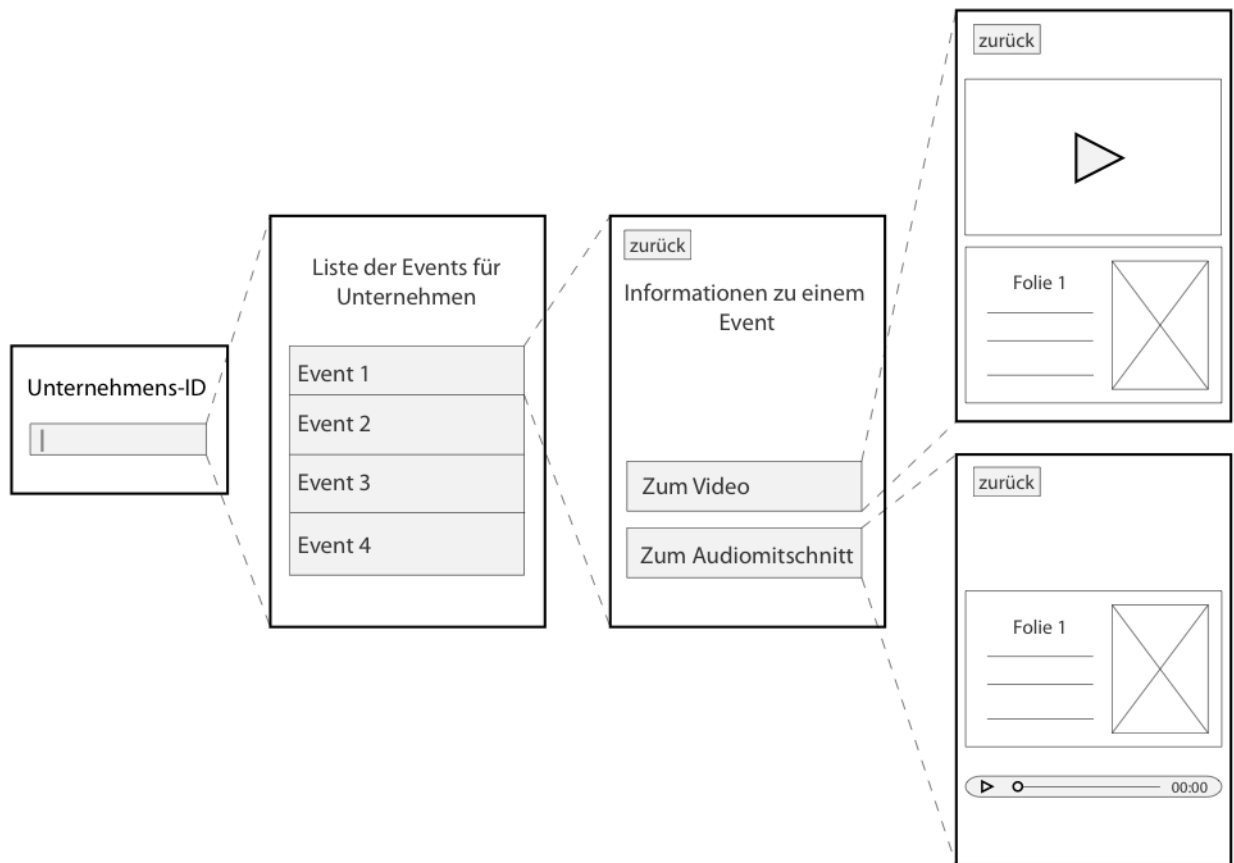 Unternehmens-ID
Liste der Events für
Unternehmen
Event 1
Event 2
Event 3
Event 4
zurück
Informationen zu einem
Event
Zum Video
Zum Audiomitschnitt
zurück
Folie 1
zurück
Folie 1
00:00